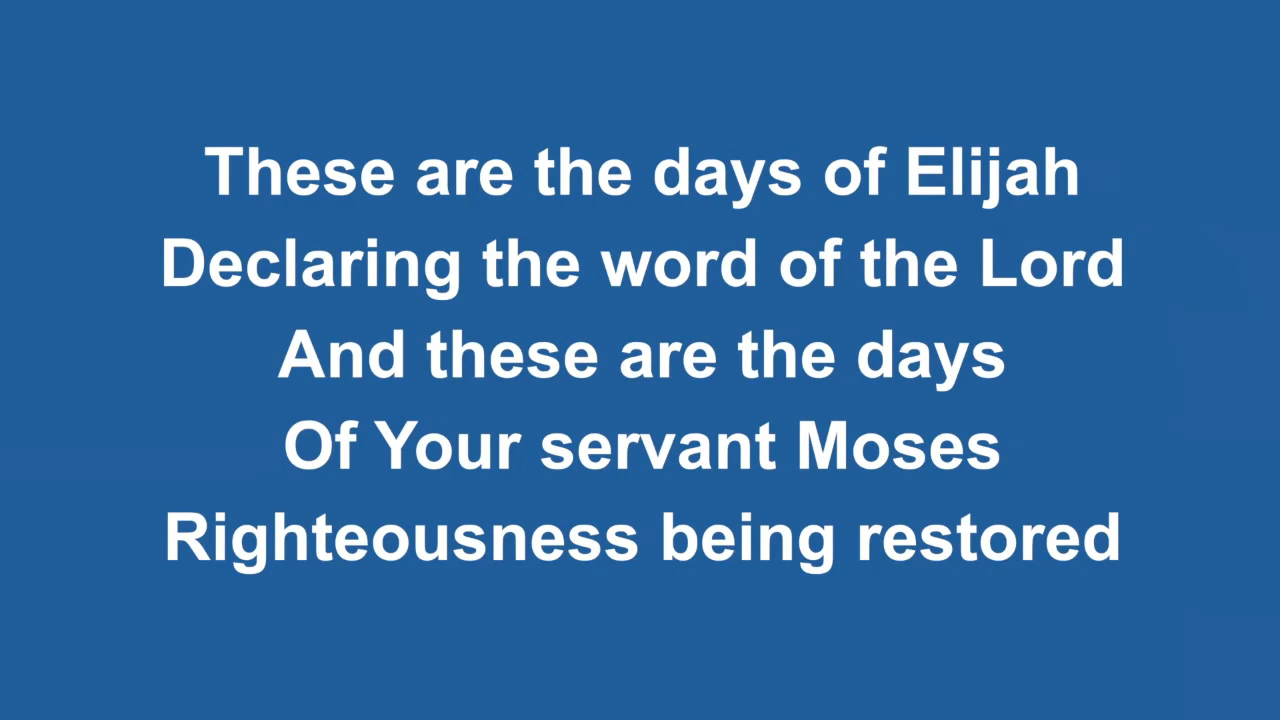 These are the days of Elijah
Declaring the word of the Lord
And these are the days
Of Your servant Moses
Righteousness being restored